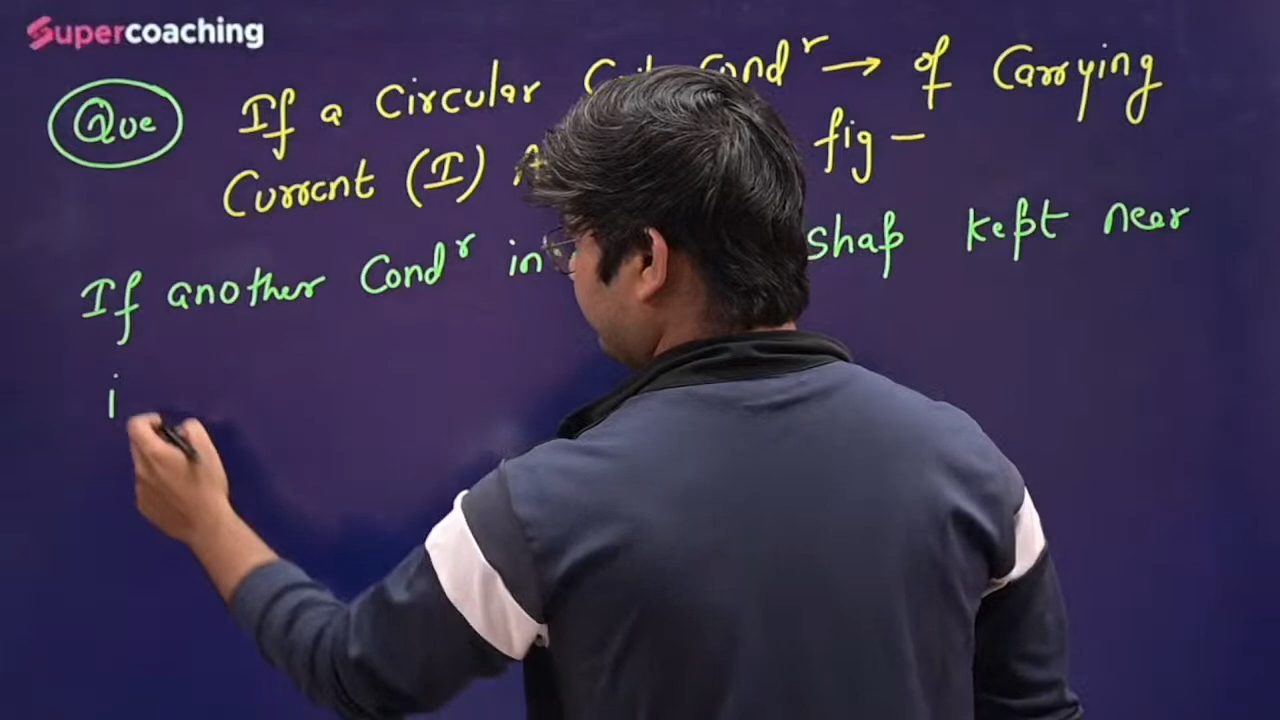 Supercoaching
Que If a Circular Cond^r → of Carrying
Current (I) fig –
If another Cond^r in Shap kept near
i